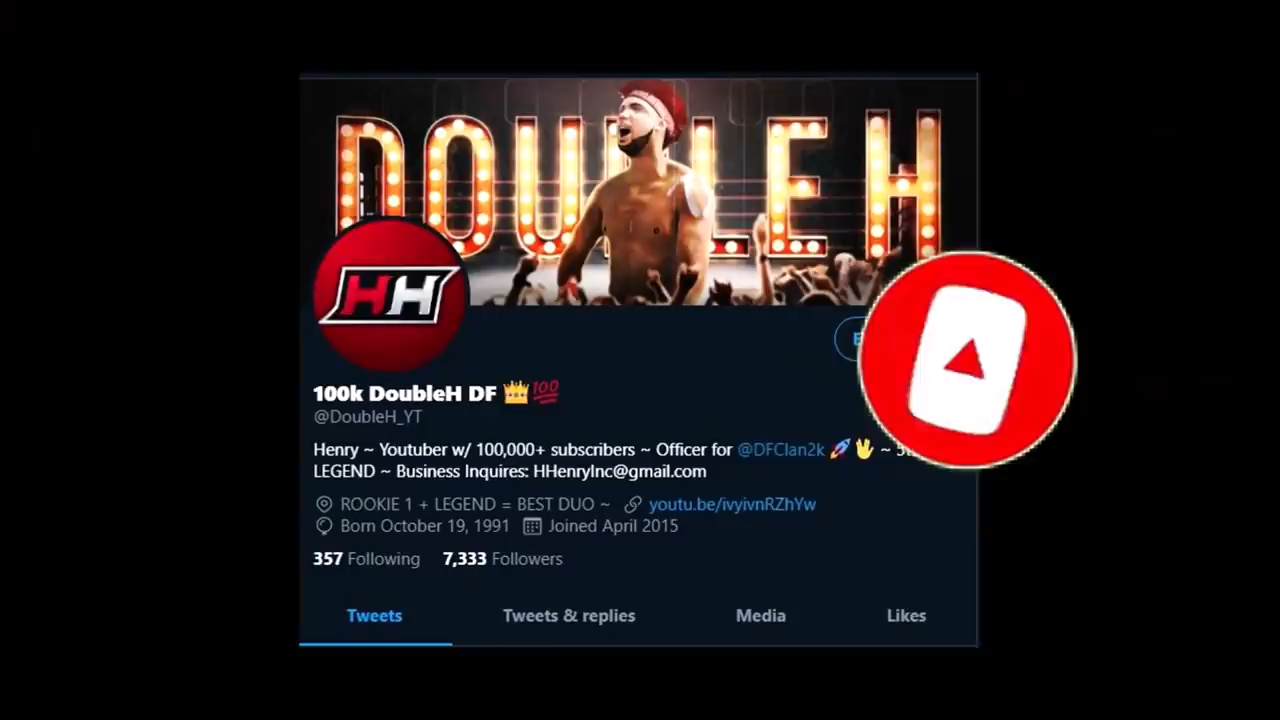 DOUBLE H
HH
100k DoubleH DF 👑💯
@DoubleH_YT
Henry ~ Youtuber w/ 100,000+ subscribers ~ Officer for @DFClan2k 🚀🖖 ~
LEGEND ~ Business Inquires: HHenryInc@gmail.com
ROOKIE 1 + LEGEND = BEST DUO ~ youtu.be/ivyivnRZhYw
Born October 19, 1991 Joined April 2015
357 Following 7,333 Followers
Tweets Tweets & replies Media Likes